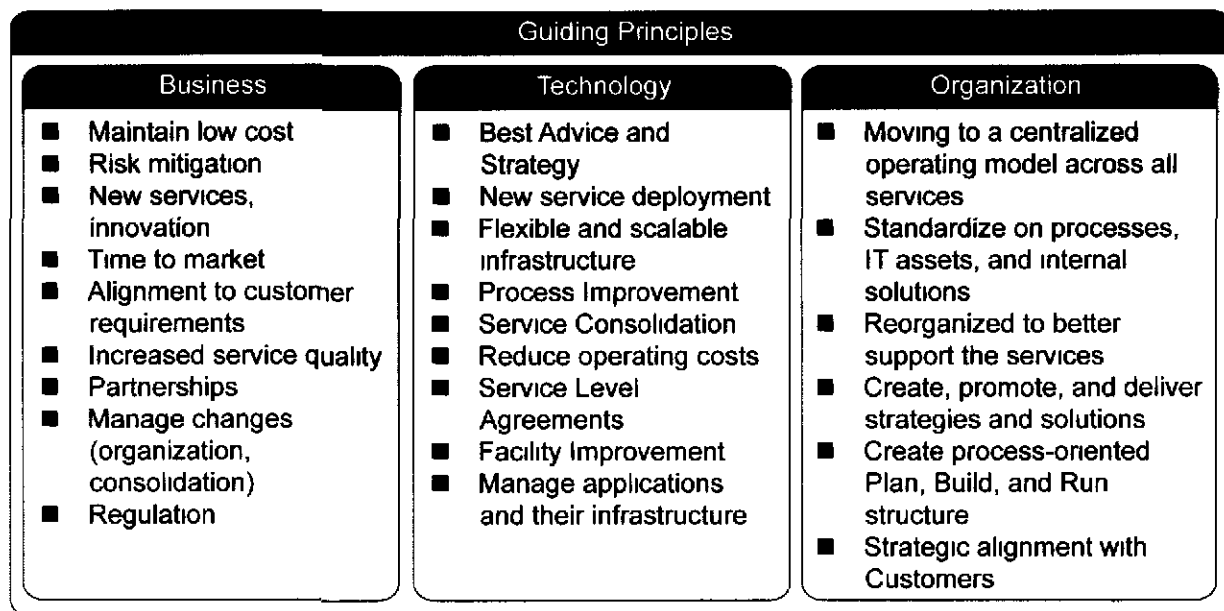 Guiding Principles
Business
■ Maintain low cost
■ Risk mitigation
■ New services,
innovation
■ Time to market
■ Alignment to customer
requirements
■ Increased service quality
■ Partnerships
■ Manage changes
(organization,
consolidation)
■ Regulation
Technology
■ Best Advice and
Strategy
■ New service deployment
■ Flexible and scalable
infrastructure
■ Process Improvement
■ Service Consolidation
■ Reduce operating costs
■ Service Level
Agreements
■ Facility Improvement
■ Manage applications
and their infrastructure
Organization
■ Moving to a centralized
operating model across all
services
■ Standardize on processes,
IT assets, and internal
solutions
■ Reorganized to better
support the services
■ Create, promote, and deliver
strategies and solutions
■ Create process-oriented
Plan, Build, and Run
structure
■ Strategic alignment with
Customers